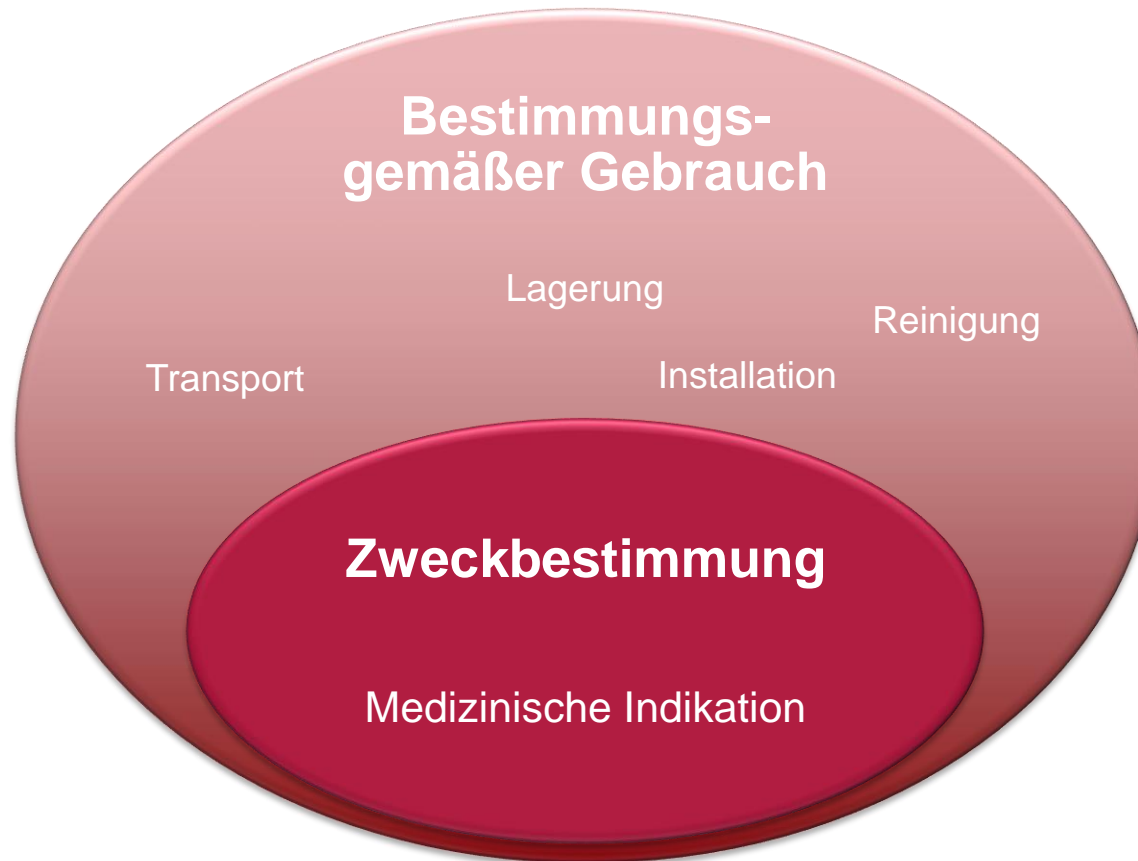 Bestimmungs-
gemäßer Gebrauch
Lagerung
Reinigung
Transport
Installation
Zweckbestimmung
Medizinische Indikation